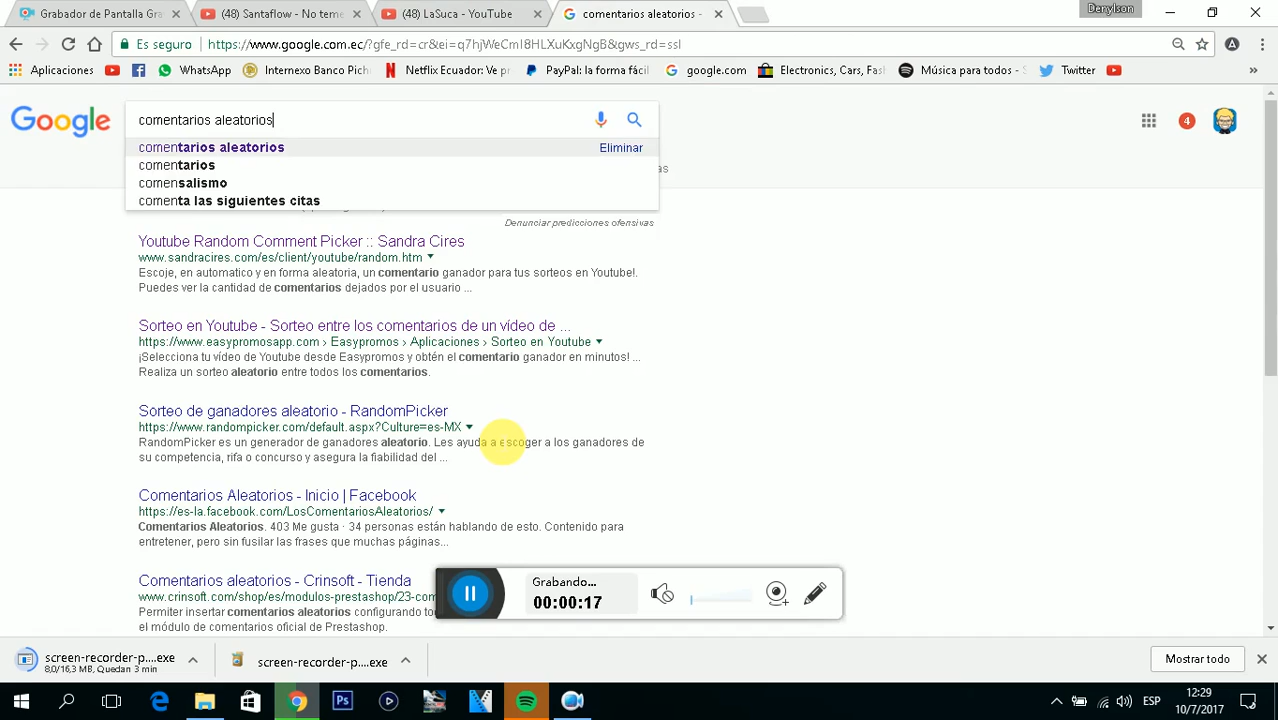 Grabador de Pantalla Gra
(48) Santaflow - No teme
(48) LaSuca - YouTube
comentarios aleatorios -
Denylson
Es seguro
https://www.google.com.ec/?gfe_rd=cr&ei=q7hjWeCmI8HLXuKxgNgB&gws_rd=ssl
Aplicaciones
WhatsApp
Internexo Banco Pich
Netflix Ecuador: Ve pr
PayPal: la forma fácil
google.com
Electronics, Cars, Fash
Música para todos - S
Twitter
»
Google
comentarios aleatorios
4
comentarios aleatorios
Eliminar
comentarios
comensalismo
comenta las siguientes citas
Denunciar predicciones ofensivas
Youtube Random Comment Picker :: Sandra Cires
www.sandracires.com/es/client/youtube/random.htm
Escoje, en automatico y en forma aleatoria, un comentario ganador para tus sorteos en Youtube!.
Puedes ver la cantidad de comentarios dejados por el usuario ...
Sorteo en Youtube - Sorteo entre los comentarios de un vídeo de ...
https://www.easypromosapp.com › Easypromos › Aplicaciones › Sorteo en Youtube
¡Selecciona tu vídeo de Youtube desde Easypromos y obtén el comentario ganador en minutos! ...
Realiza un sorteo aleatorio entre todos los comentarios.
Sorteo de ganadores aleatorio - RandomPicker
https://www.randompicker.com/default.aspx?Culture=es-MX
RandomPicker es un generador de ganadores aleatorio. Les ayuda a escoger a los ganadores de
su competencia, rifa o concurso y asegura la fiabilidad del ...
Comentarios Aleatorios - Inicio | Facebook
https://es-la.facebook.com/LosComentariosAleatorios/
Comentarios Aleatorios. 403 Me gusta · 34 personas están hablando de esto. Contenido para
entretener, pero sin fusilar las frases que muchas páginas...
Comentarios aleatorios - Crinsoft - Tienda
www.crinsoft.com/shop/es/modulos-prestashop/23-com
Permiter insertar comentarios aleatorios configurando to
el módulo de comentarios oficial de Prestashop.
Grabando...
00:00:17
screen-recorder-p....exe
8,0/16,3 MB, Quedan 3 min
screen-recorder-p....exe
Mostrar todo
Ps
ESP
12:29
10/7/2017